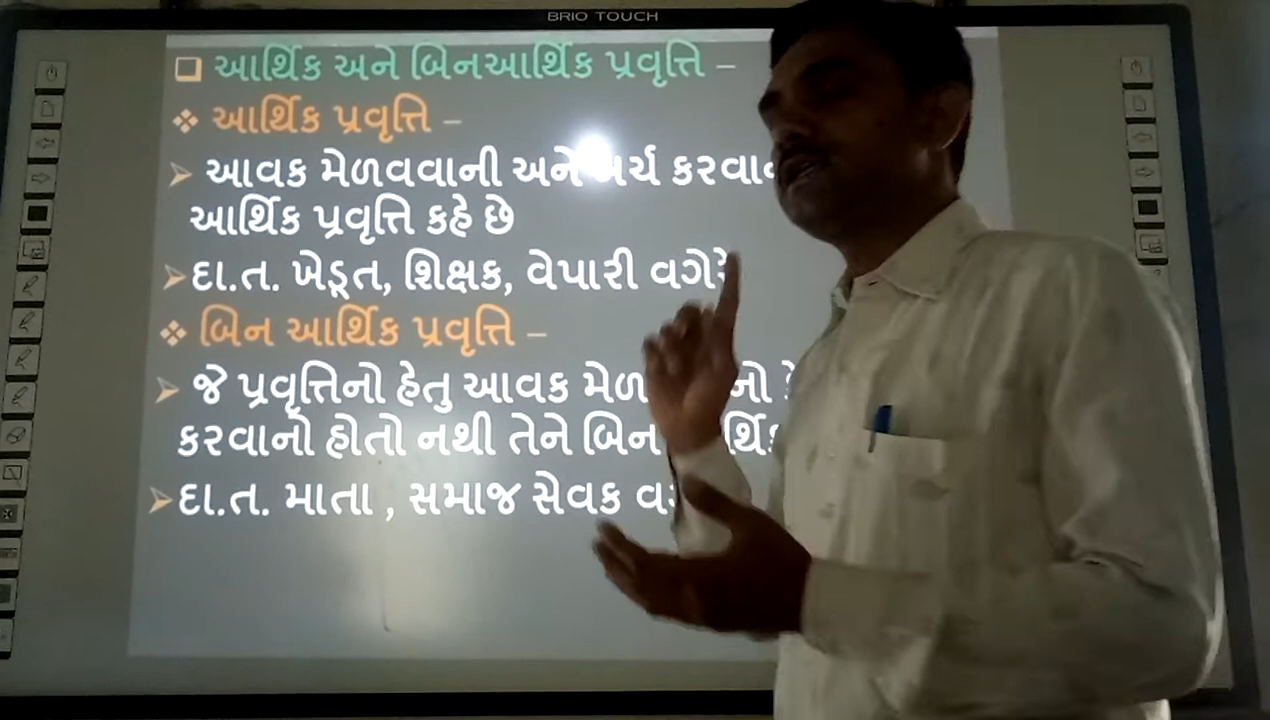 BRIO TOUCH
આર્થિક અને બિનઆર્થિક પ્રવૃત્તિ –
આર્થિક પ્રવૃત્તિ –
આવક મેળવવાની અને
આર્થિક પ્રવૃત્તિ કહે છે
દા.ત. ખેડૂત, શિક્ષક, વેપારી
બિન આર્થિક પ્રવૃત્તિ –
જે પ્રવૃત્તિનો હેતુ આવક
કરવાનો હોતો નથી તેને બિન
દા.ત. માતા , સમાજ સેવક